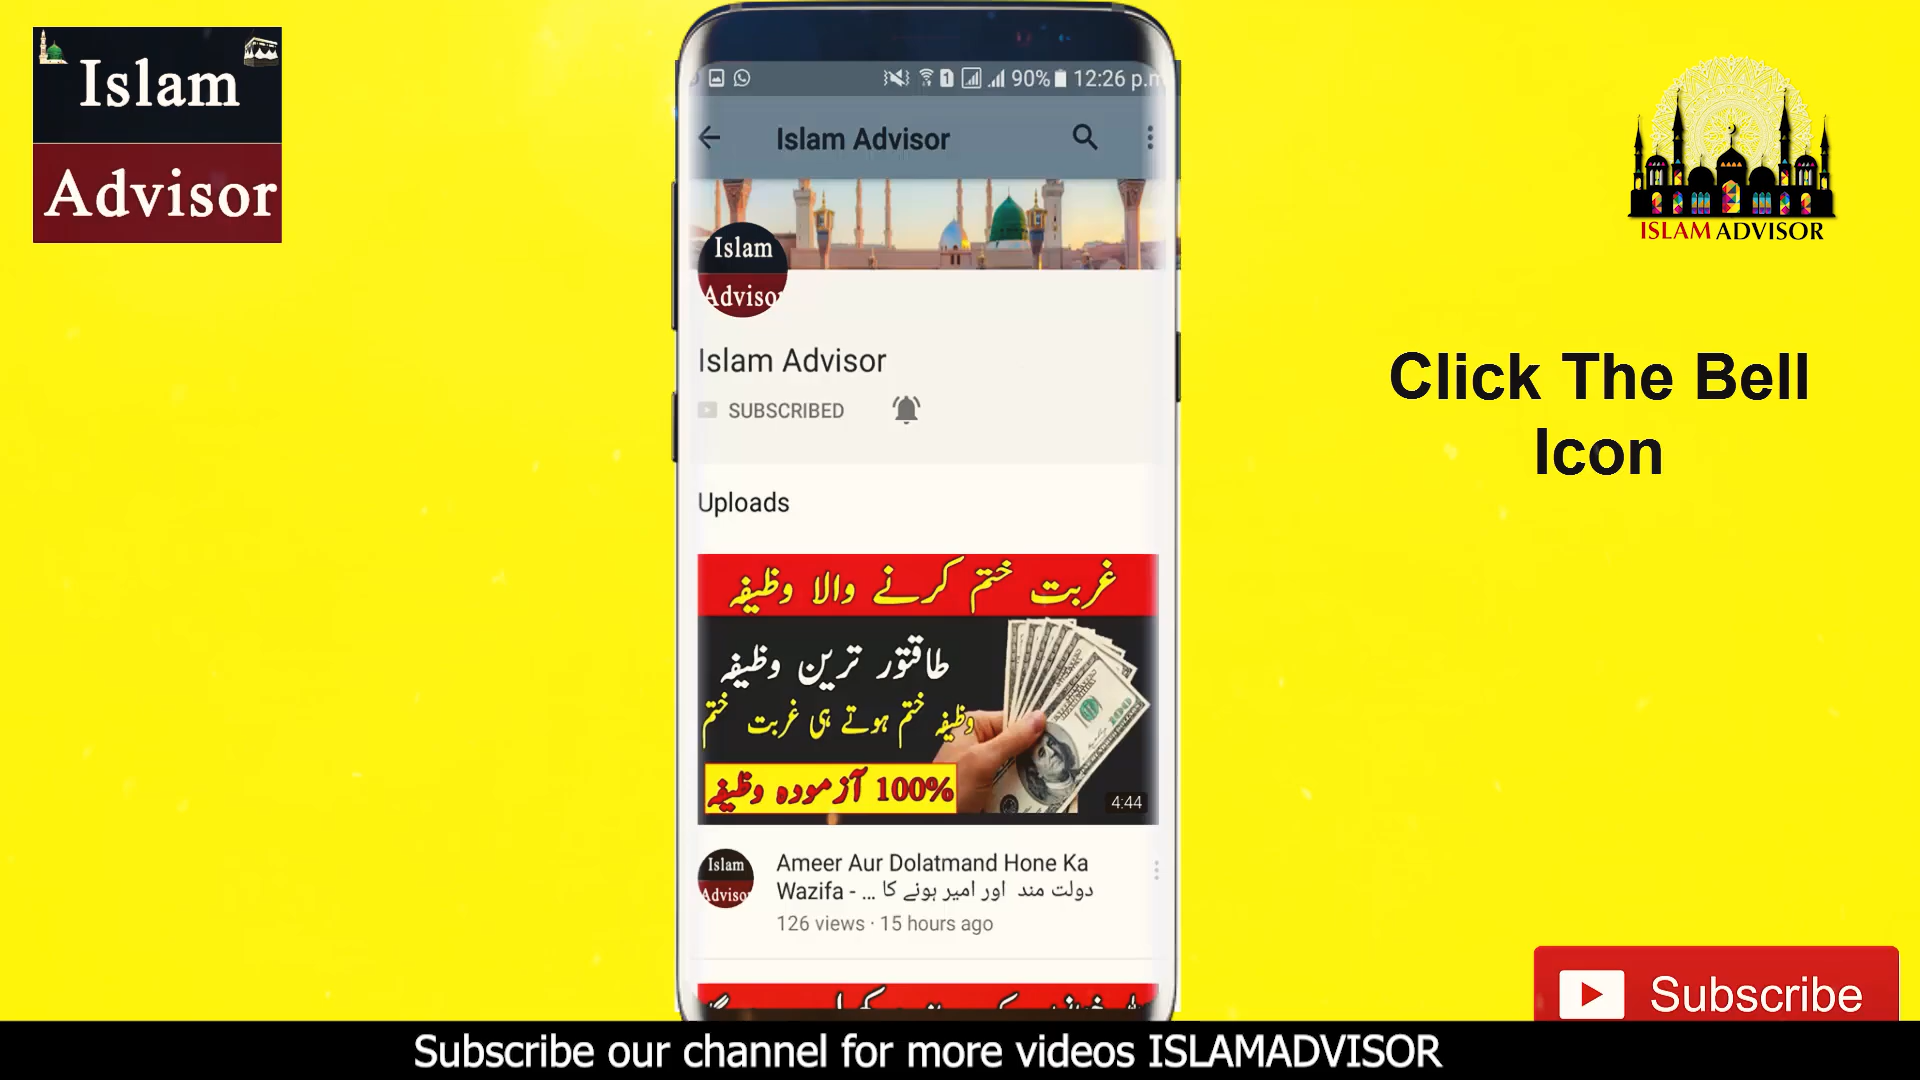 Islam
Advisor
90% 12:26 p.m
Islam Advisor
Islam
Advisor
Islam Advisor
SUBSCRIBED
Uploads
غربت ختم کرنے والا وظیفہ
طاقتور ترین وظیفہ
وظیفہ ختم ہوتے ہی غربت ختم
100% آزمودہ وظیفہ
4:44
Islam
Advisor
Ameer Aur Dolatmand Hone Ka
Wazifa - ... دولت مند اور امیر ہونے کا
126 views · 15 hours ago
ISLAM ADVISOR
Click The Bell
Icon
Subscribe
Subscribe our channel for more videos ISLAMADVISOR